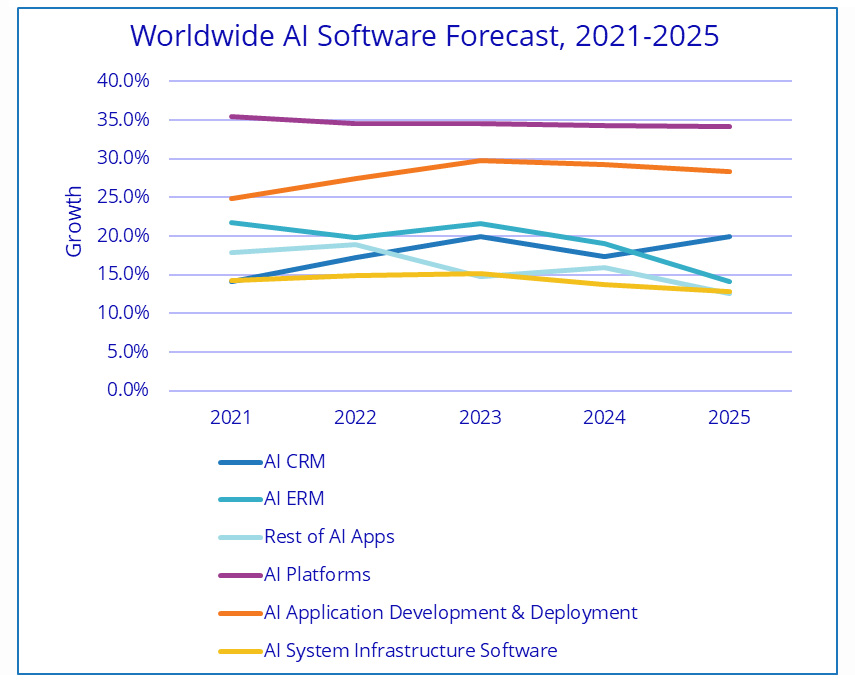 Worldwide AI Software Forecast, 2021-2025
40.0%
35.0%
30.0%
25.0%
20.0%
15.0%
10.0%
5.0%
0.0%
Growth
2021 2022 2023 2024 2025
AI CRM
AI ERM
Rest of AI Apps
AI Platforms
AI Application Development & Deployment
AI System Infrastructure Software